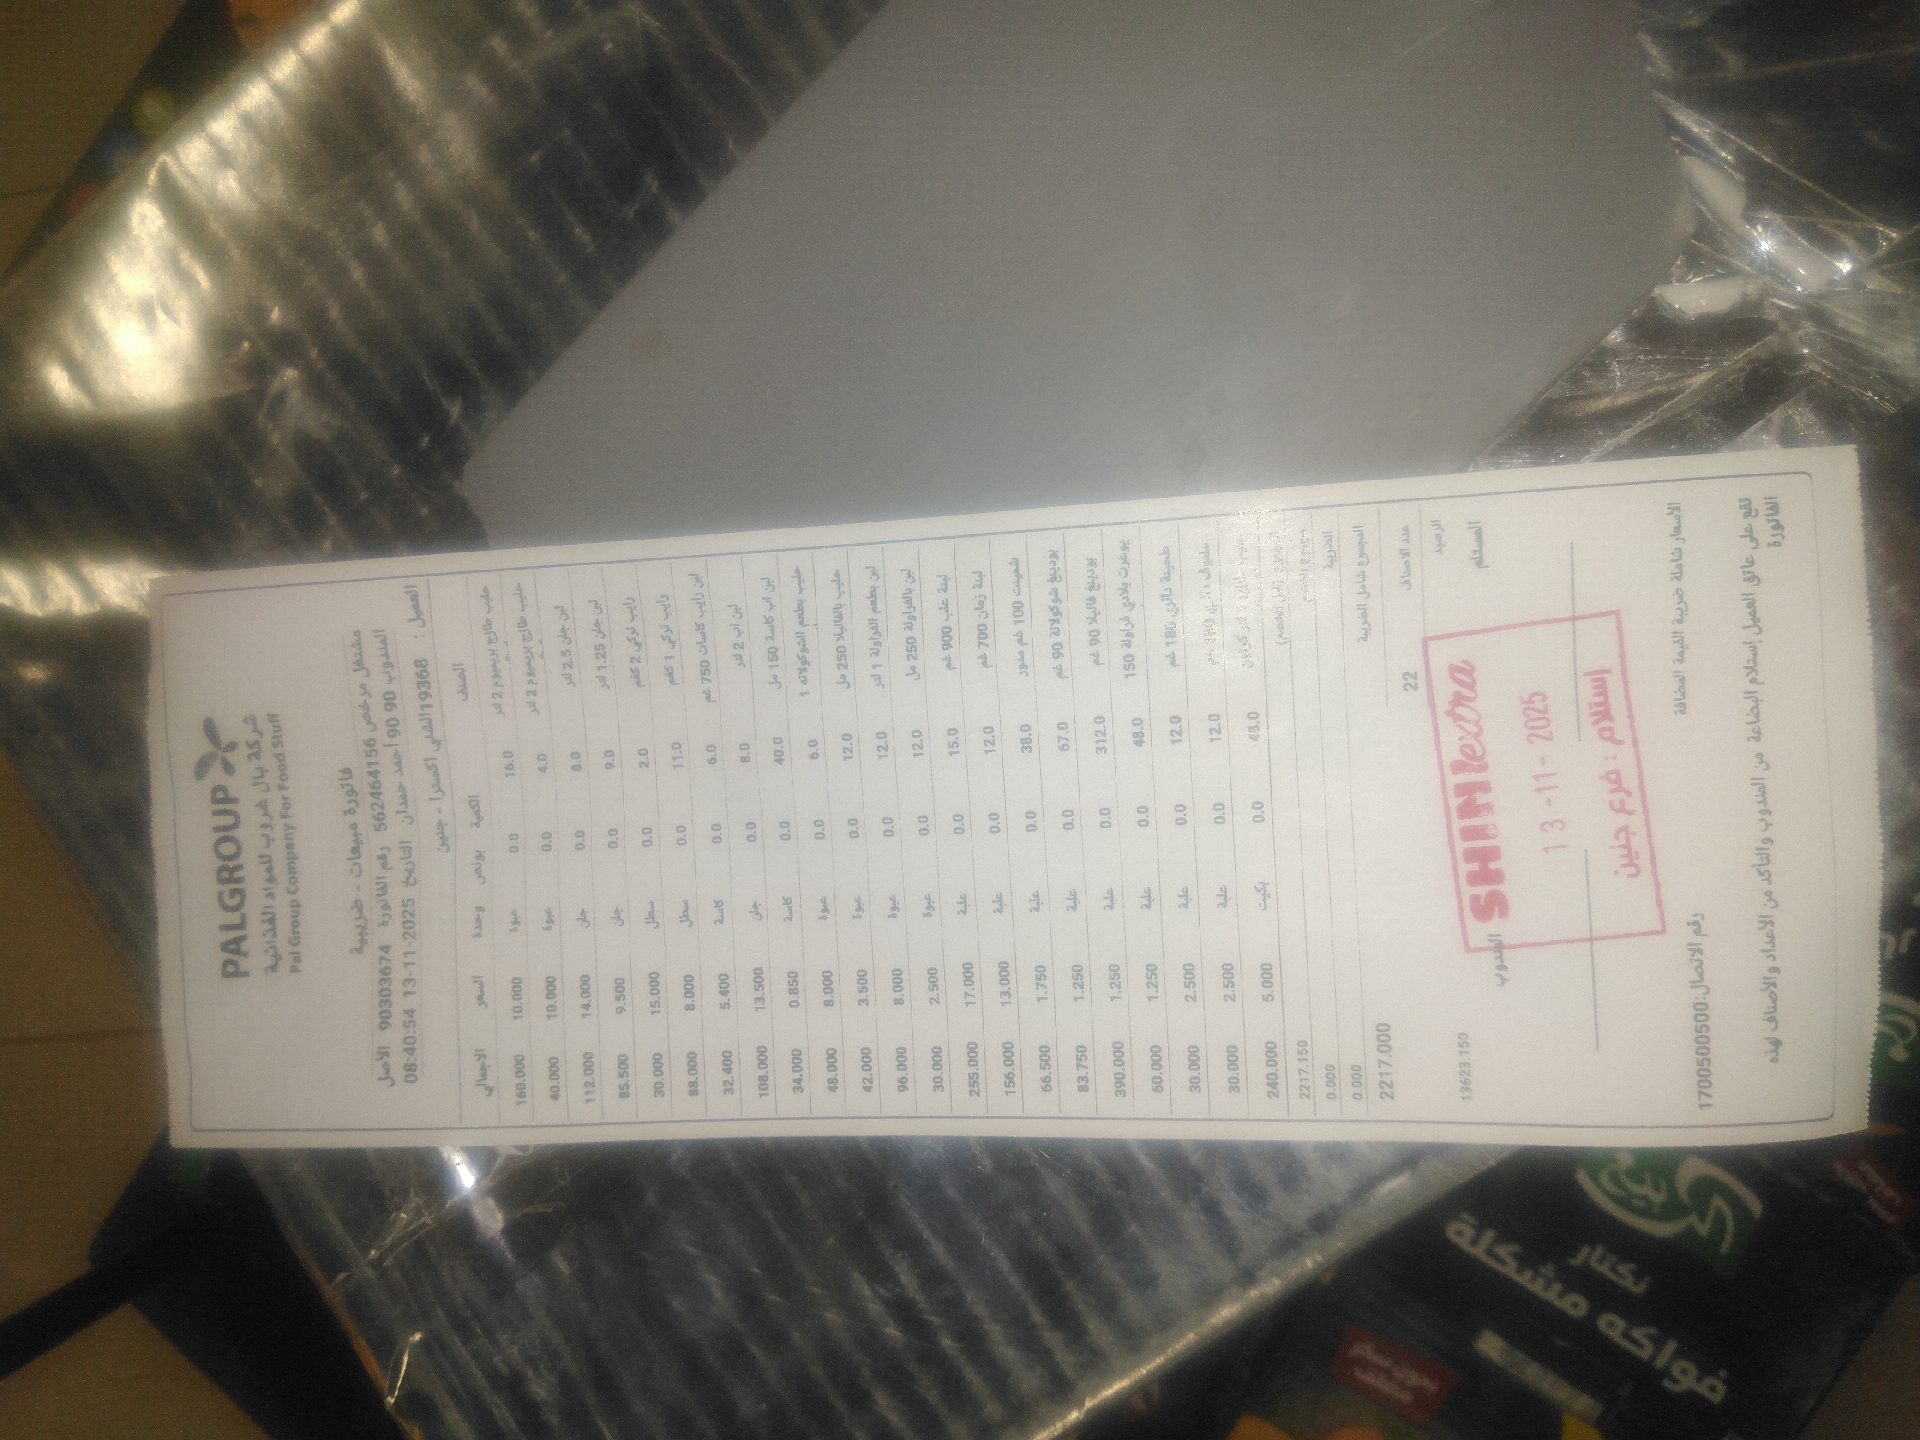 PALGROUP
شركة بال غروب للمواد الغذائية
Pal Group Company For Food Stuff
فاتورة مبيعات - ضريبية
مشتغل مرخص 562464156 رقم الفاتورة 90303674 الأصل
المندوب 90 90 احمد حمدان التاريخ 13-11-2025 08:40:54
العميل : 19368الشني اكسترا - جنين
الصنف الكمية بونص وحدة السعر الاجمالي
حليب طازج بريميوم 2 لتر 16.0 0.0 عبوة 10.000 160.000
حليب طازج بريميوم 2 لتر 4.0 0.0 عبوة 10.000 40.000
لبن جلن 2.5 لتر 8.0 0.0 جلن 14.000 112.000
لبن جلن 1.25 لتر 9.0 0.0 جلن 9.500 85.500
رايب تركي 2 كغم 2.0 0.0 سطل 15.000 30.000
رايب تركي 1 كغم 11.0 0.0 سطل 8.000 88.000
لبن رايب كاسات 750 غم 6.0 0.0 كاسة 5.400 32.400
لبن اب 2 لتر 8.0 0.0 جلن 13.500 108.000
لبن اب كاسة 150 مل 40.0 0.0 كاسة 0.850 34.000
حليب بطعم الشوكولاته 1 6.0 0.0 عبوة 8.000 48.000
حليب بالفانيلا 250 مل 12.0 0.0 عبوة 3.500 42.000
لبن بطعم الفراولة 1 لتر 12.0 0.0 عبوة 8.000 96.000
لبن بالفراولة 250 مل 12.0 0.0 عبوة 2.500 30.000
لبنة علب 900 غم 15.0 0.0 علبة 17.000 255.000
لبنة زمان 700 غم 12.0 0.0 علبة 13.000 156.000
شمينت 100 غم مدور 38.0 0.0 علبة 1.750 66.500
بودينغ شوكولاتة 90 غم 67.0 0.0 علبة 1.250 83.750
بودينغ فانيلا 90 غم 312.0 0.0 علبة 1.250 390.000
يوغرت بلادي فراولة 150 48.0 0.0 علبة 1.250 60.000
طحينة 180 غم 12.0 0.0 علبة 2.500 30.000
12.0 0.0 علبة 2.500 30.000
48.0 0.0 بكيت 5.000 240.000
2217.150
0.000
الضريبة 0.000
المجموع شامل الضريبة 2217.000
عدد الاصناف 22
الرصيد 13623.150
المستلم المندوب
SHINI extra
13-11-2025
إستلام : فرع جنين
الأسعار شاملة ضريبة القيمة المضافة
رقم الاتصال:1700500500
تقع على عاتق العميل إستلام البضاعة من المندوب والتأكد من الأعداد والأصناف لهذه
الفاتورة
نكتار
فواكه مشكلة